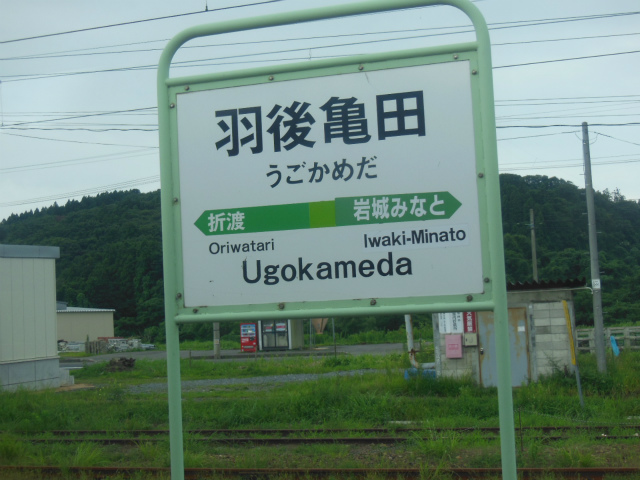 羽後亀田
うごかめだ
折渡 岩城みなと
Oriwatari Iwaki-Minato
Ugokameda